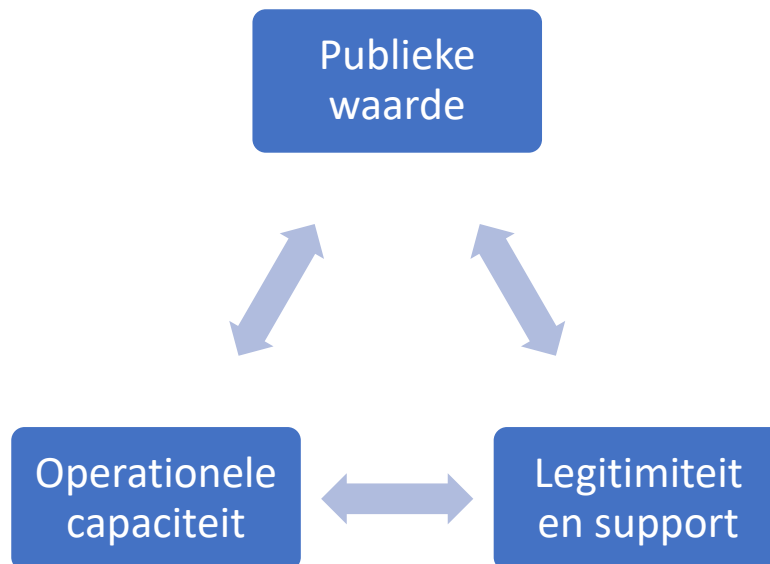 Publieke
waarde
Operationele
capaciteit
Legitimiteit
en support